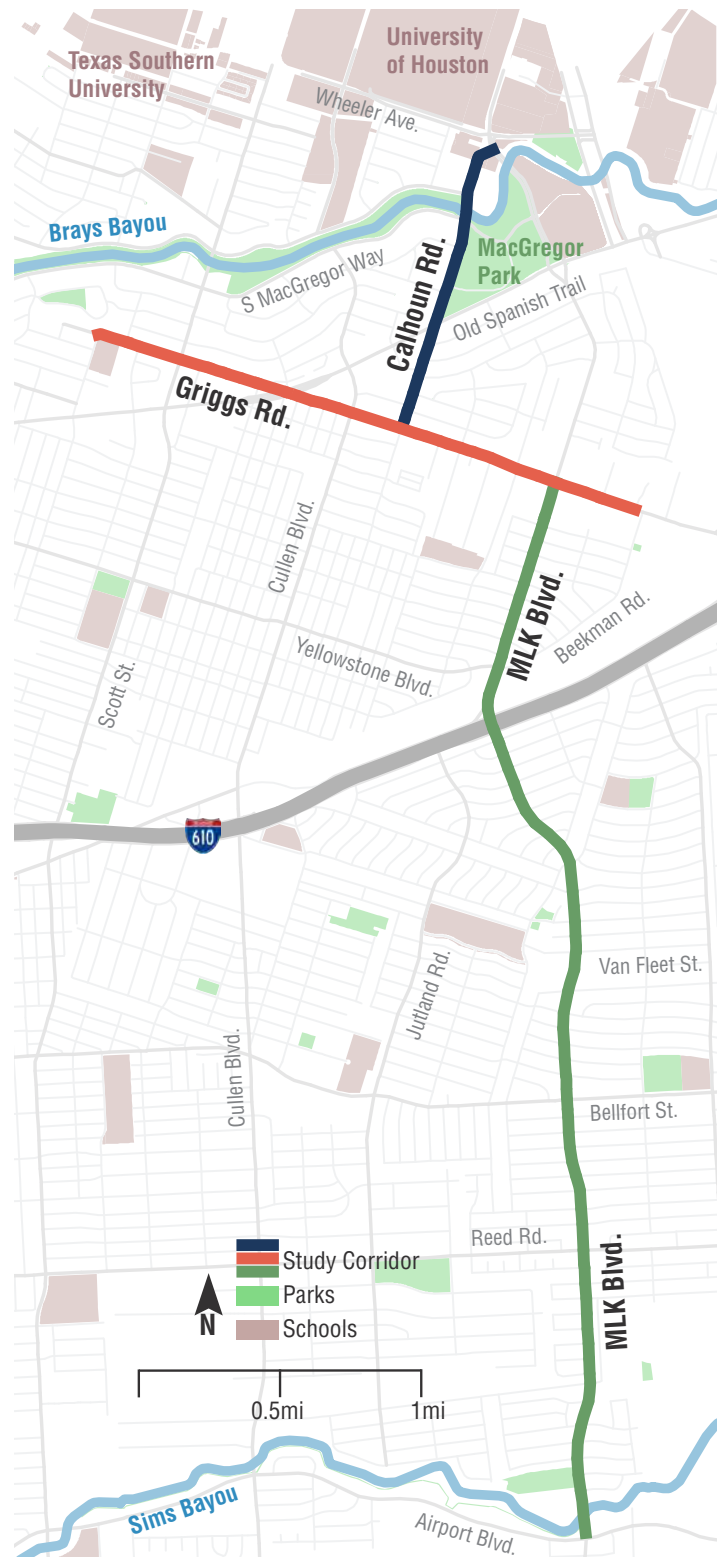 Texas Southern
University
University
of Houston
Wheeler Ave.
Brays Bayou
S MacGregor Way
Calhoun Rd.
MacGregor
Park
Old Spanish Trail
Griggs Rd.
Cullen Blvd.
MLK Blvd.
Beekman Rd.
Yellowstone Blvd.
Scott St.
610
Van Fleet St.
Jutland Rd.
Cullen Blvd.
Bellfort St.
Reed Rd.
MLK Blvd.
Study Corridor
Parks
Schools
N
0.5mi
1mi
Sims Bayou
Airport Blvd.